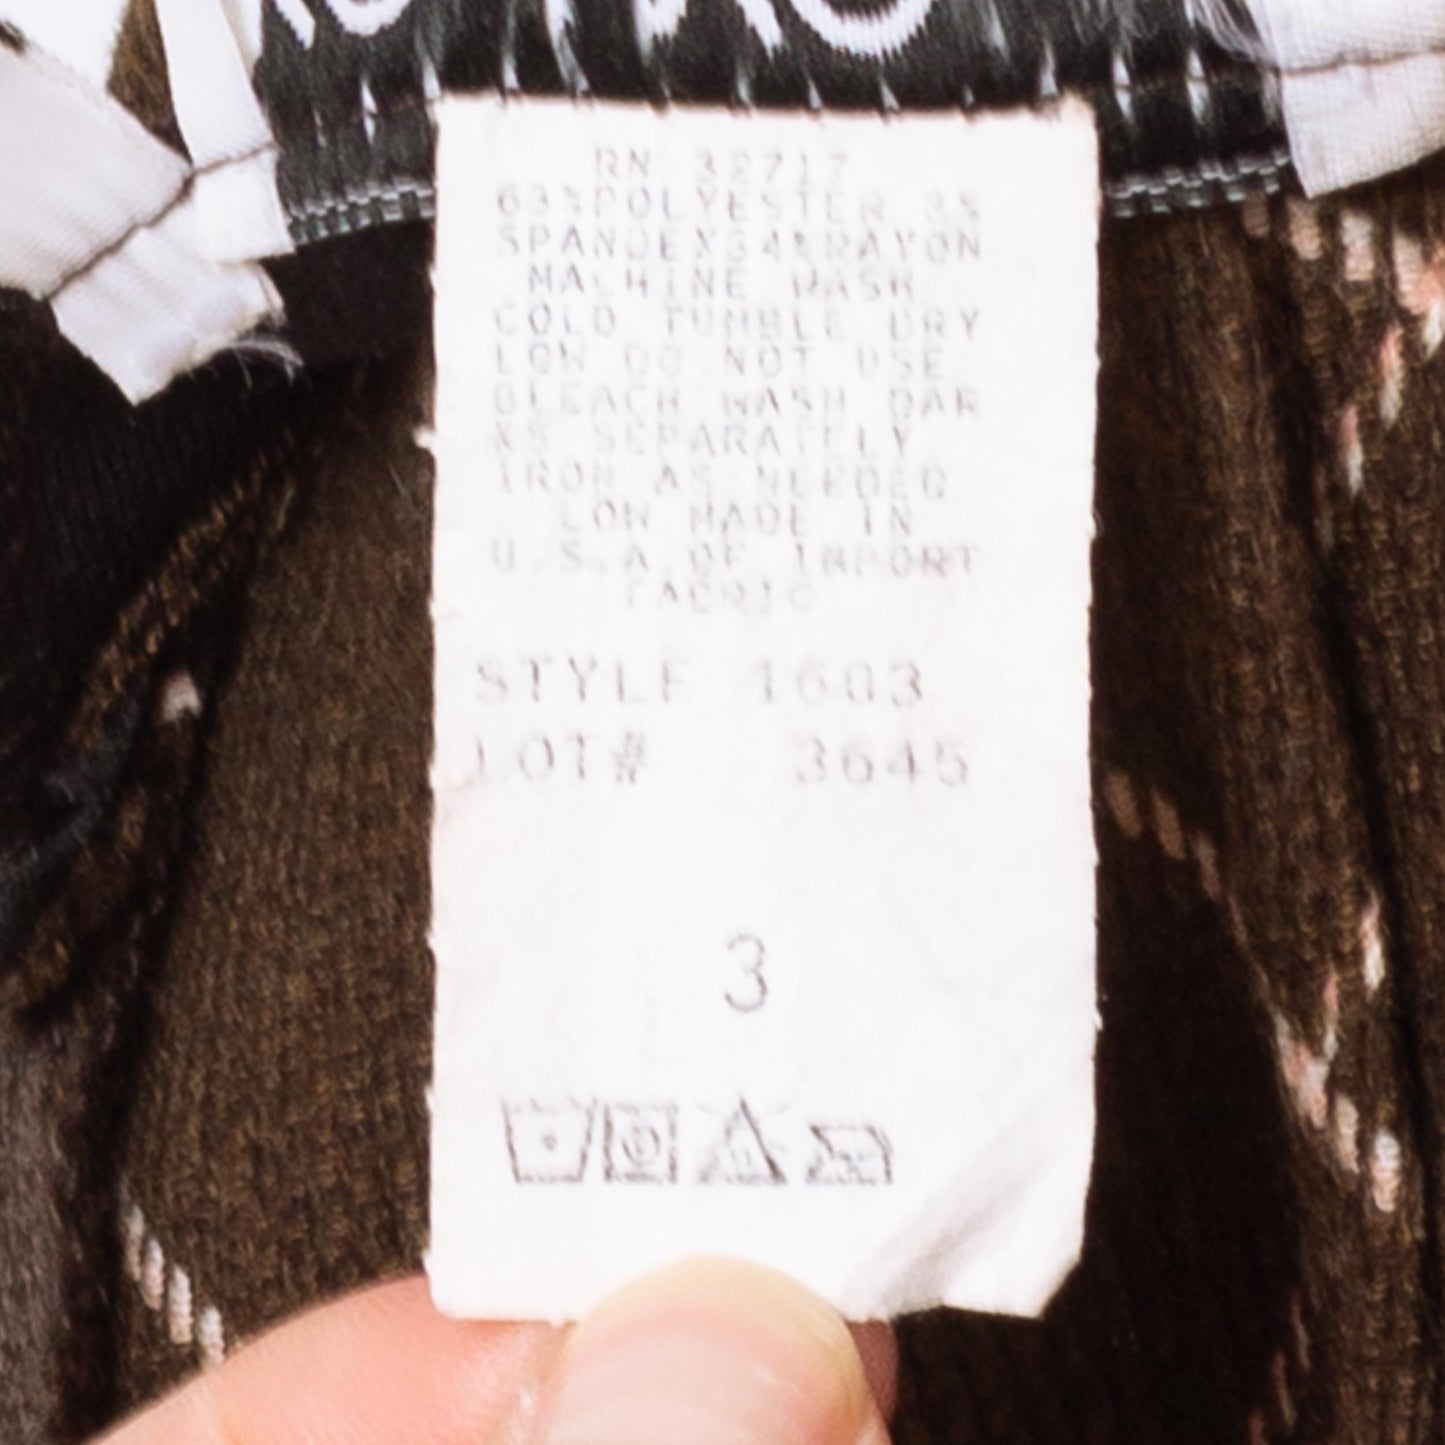 RN 32717
63%POLYESTER 3%
SPANDEX34%RAYON
MACHINE WASH
COLD TUMBLE DRY
LOW DO NOT USE
BLEACH WASH DAR
KS SEPARATELY
IRON AS NEEDED
LOW MADE IN
U.S.A.OF IMPORT
FABRIC
STYLE 1603
LOT# 3645
3